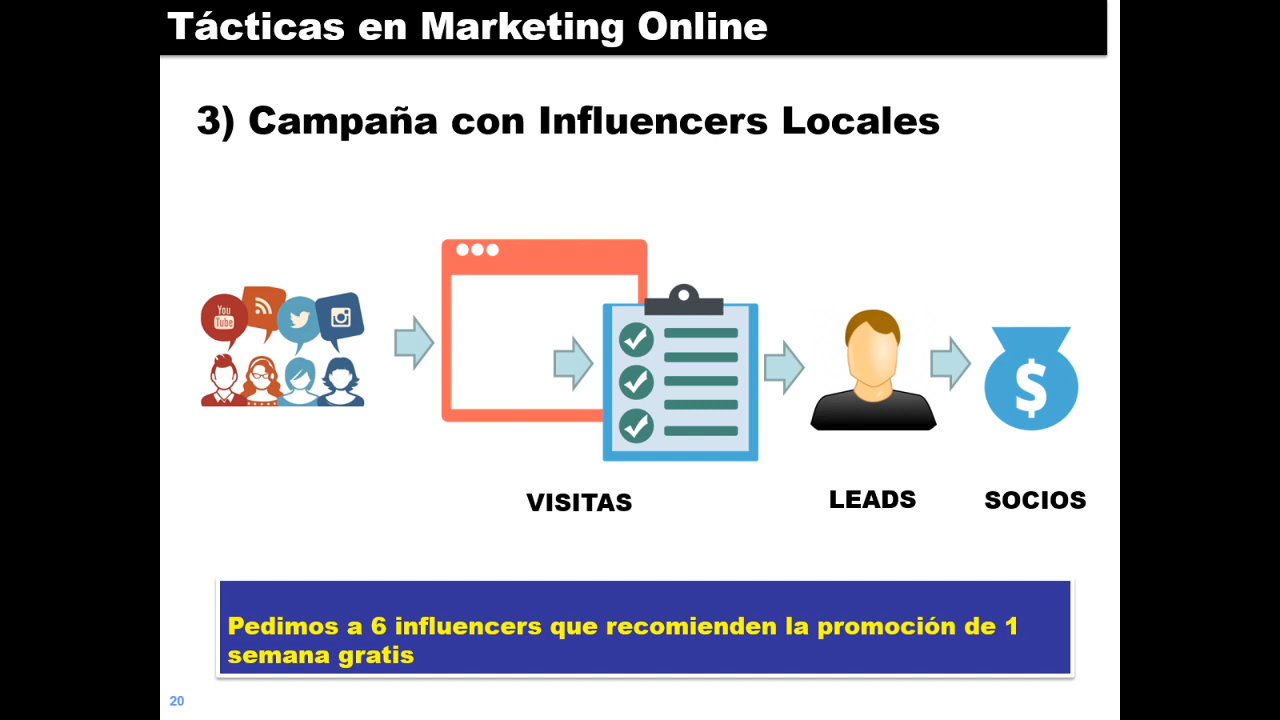 Tácticas en Marketing Online
3) Campaña con Influencers Locales
You
Tube
$
VISITAS
LEADS
SOCIOS
Pedimos a 6 influencers que recomienden la promoción de 1
semana gratis
20